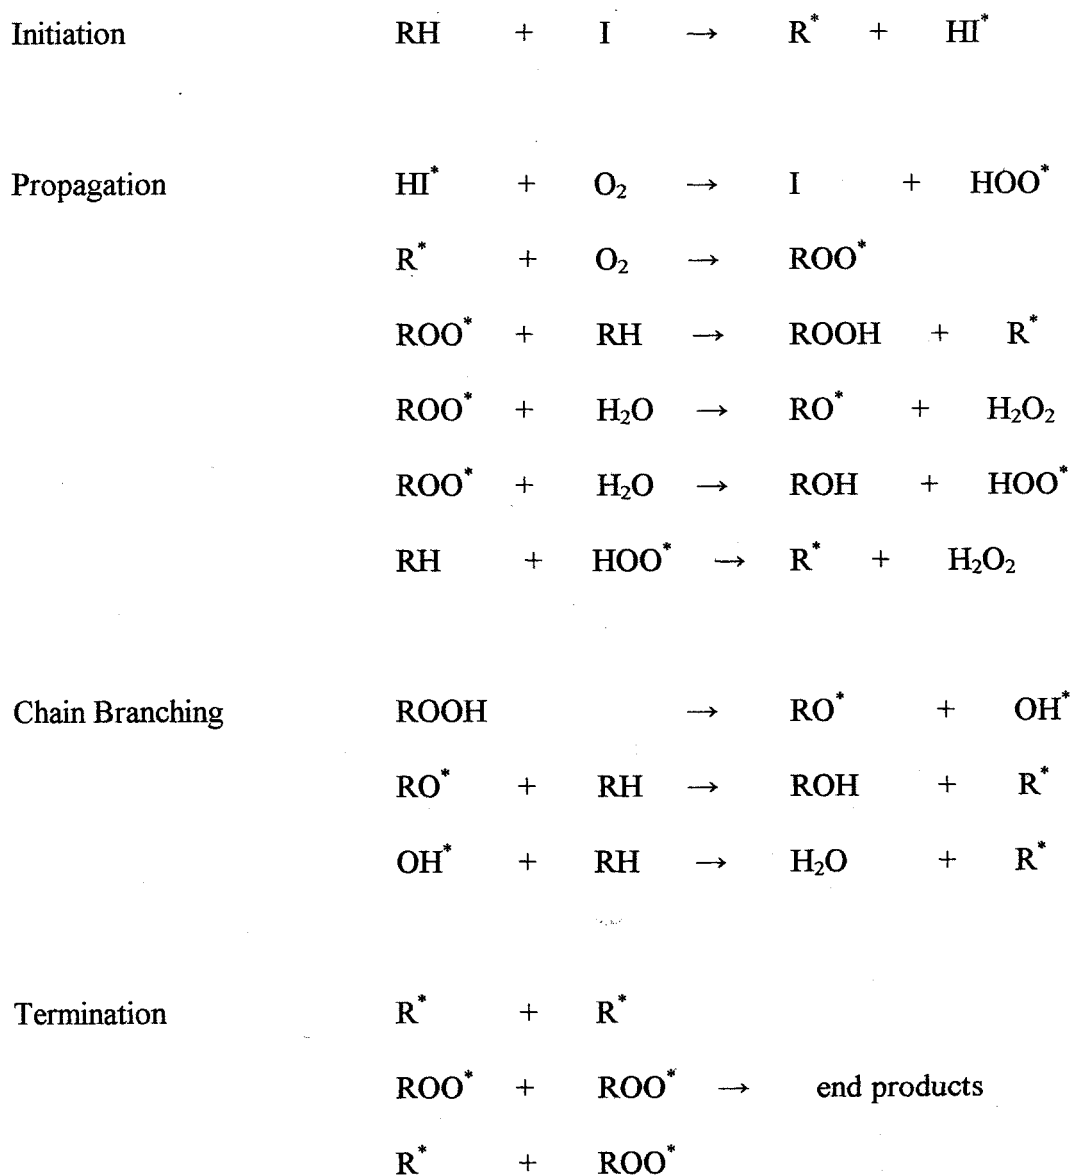 Initiation RH + I → R* + HI*
Propagation HI* + O₂ → I + HOO*
R* + O₂ → ROO*
ROO* + RH → ROOH + R*
ROO* + H₂O → RO* + H₂O₂
ROO* + H₂O → ROH + HOO*
RH + HOO* → R* + H₂O₂
Chain Branching ROOH → RO* + OH*
RO* + RH → ROH + R*
OH* + RH → H₂O + R*
Termination R* + R*
ROO* + ROO* → end products
R* + ROO*